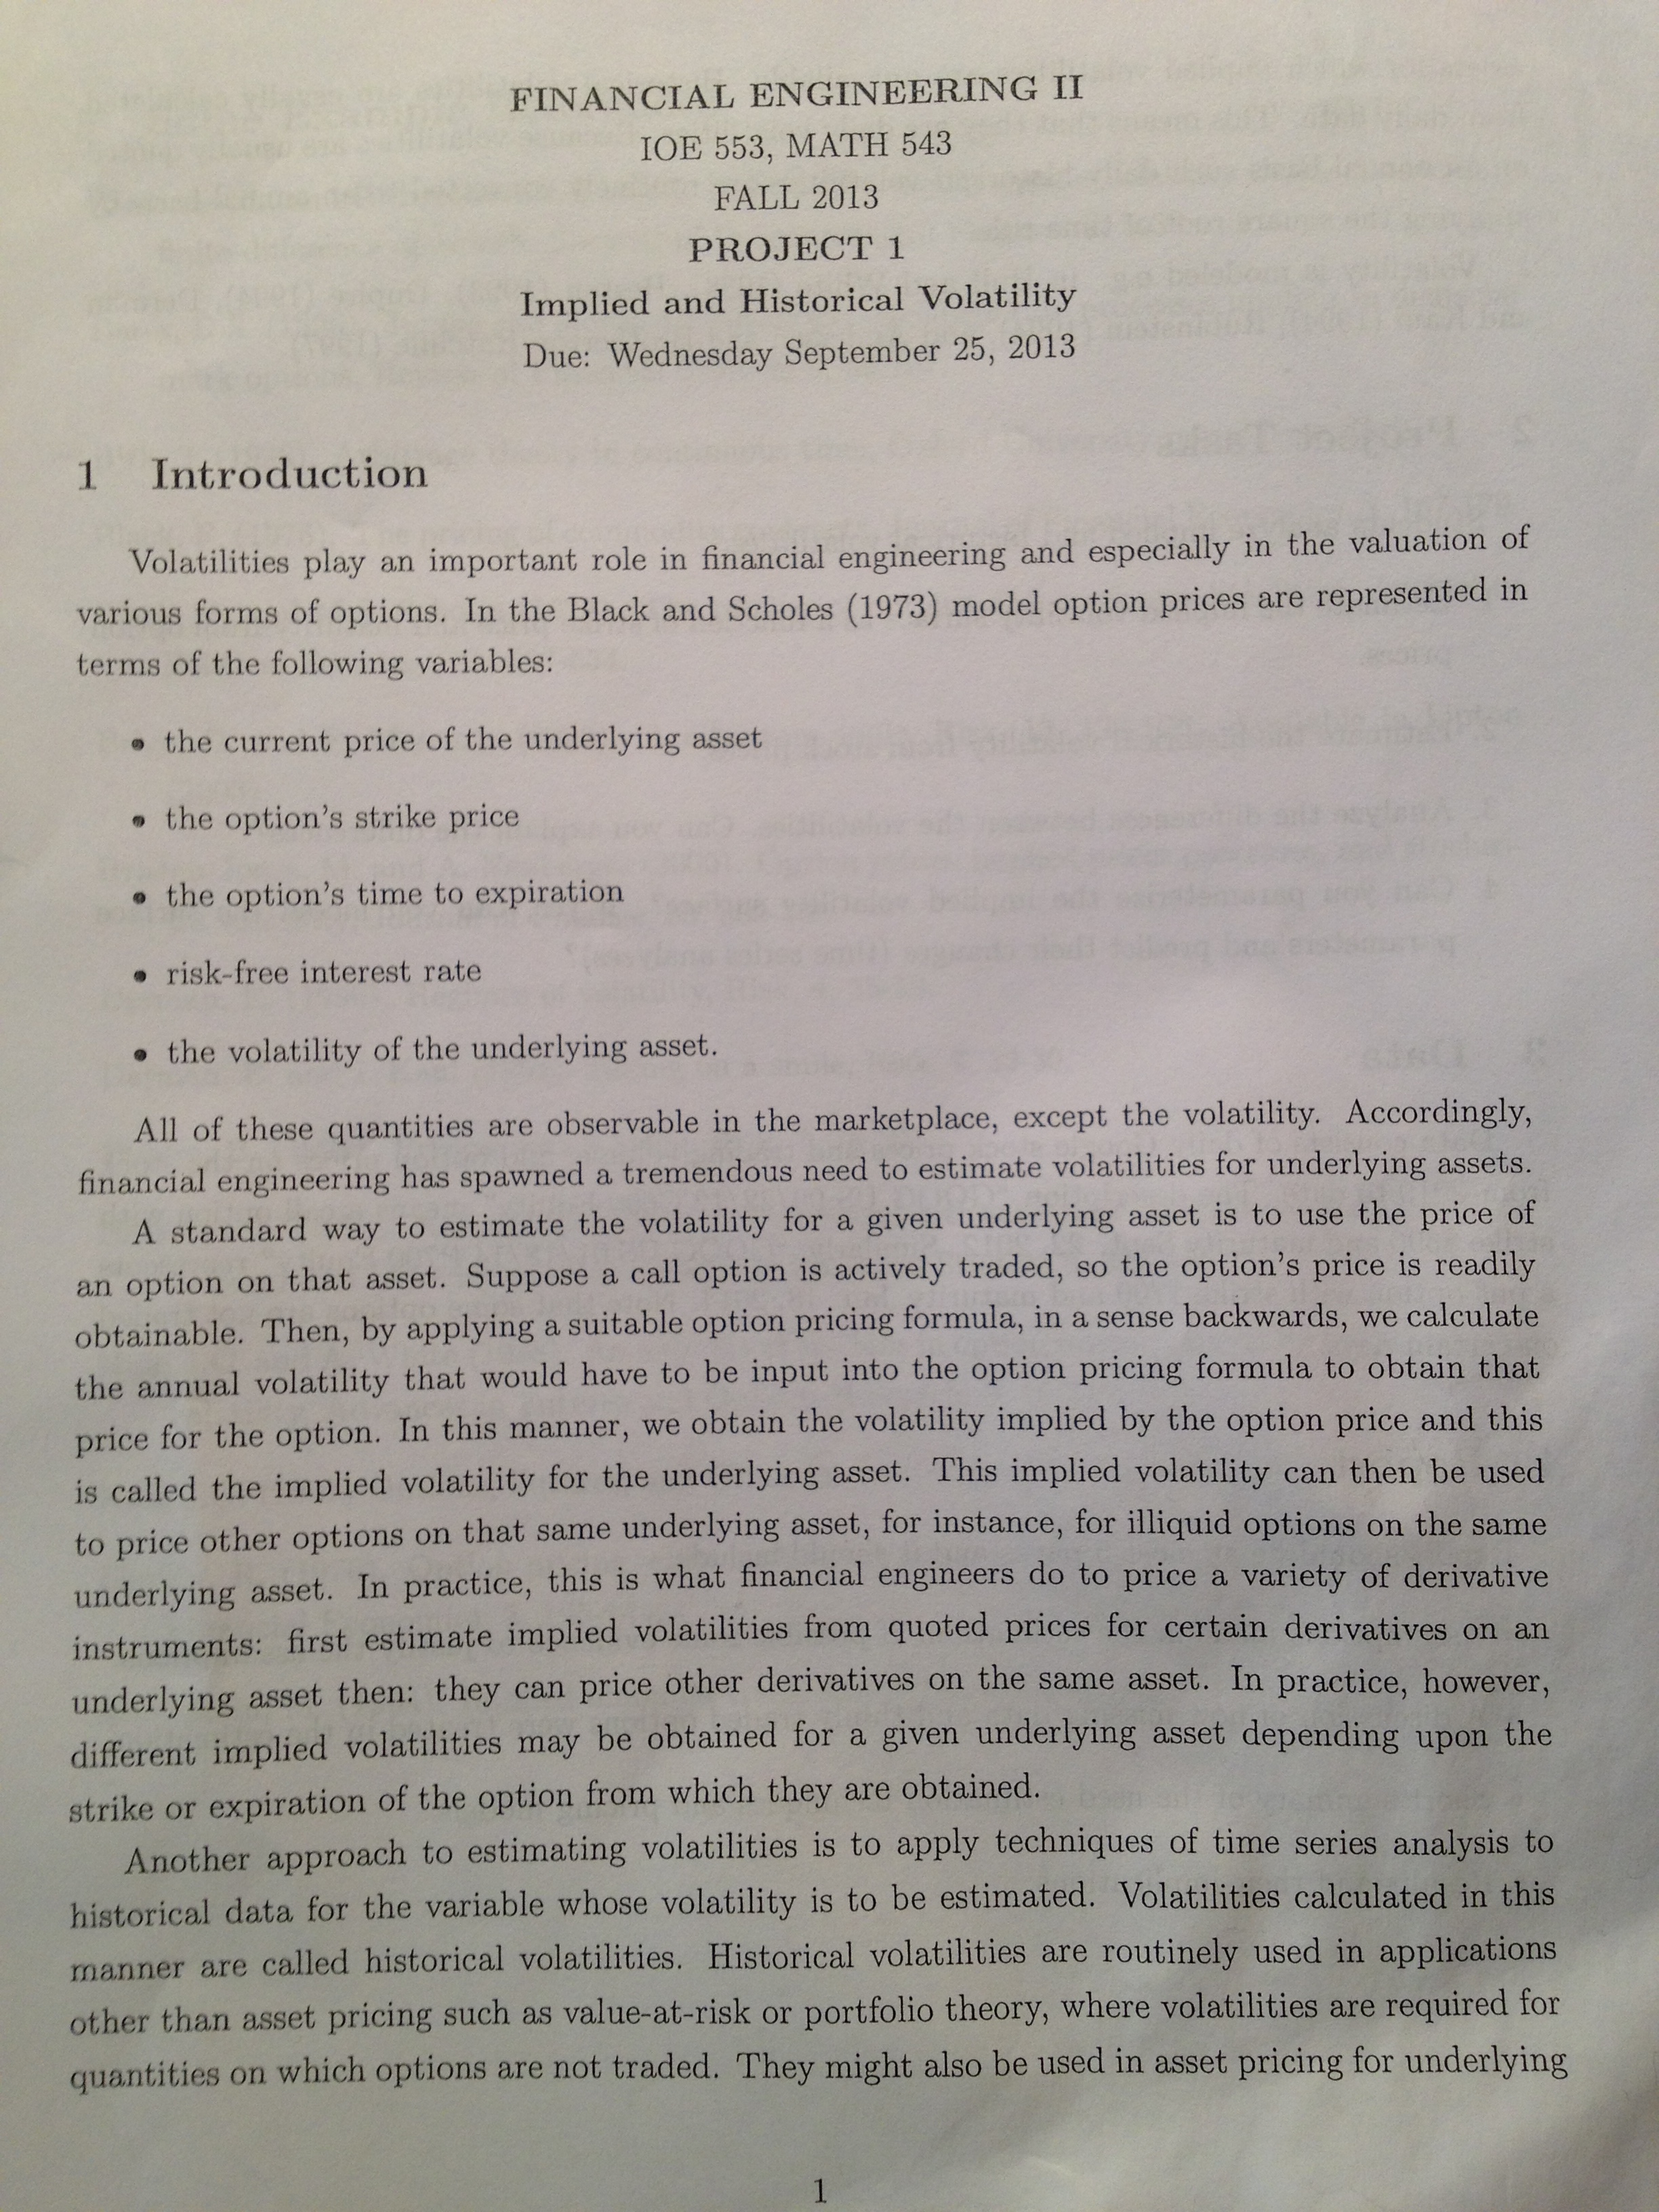 FINANCIAL ENGINEERING II
IOE 553, MATH 543
FALL 2013
PROJECT 1
Implied and Historical Volatility
Due: Wednesday September 25, 2013
1 Introduction
Volatilities play an important role in financial engineering and especially in the valuation of
various forms of options. In the Black and Scholes (1973) model option prices are represented in
terms of the following variables:
• the current price of the underlying asset
• the option's strike price
• the option's time to expiration
• risk-free interest rate
• the volatility of the underlying asset.
All of these quantities are observable in the marketplace, except the volatility. Accordingly,
financial engineering has spawned a tremendous need to estimate volatilities for underlying assets.
A standard way to estimate the volatility for a given underlying asset is to use the price of
an option on that asset. Suppose a call option is actively traded, so the option's price is readily
obtainable. Then, by applying a suitable option pricing formula, in a sense backwards, we calculate
the annual volatility that would have to be input into the option pricing formula to obtain that
price for the option. In this manner, we obtain the volatility implied by the option price and this
is called the implied volatility for the underlying asset. This implied volatility can then be used
to price other options on that same underlying asset, for instance, for illiquid options on the same
underlying asset. In practice, this is what financial engineers do to price a variety of derivative
instruments: first estimate implied volatilities from quoted prices for certain derivatives on an
underlying asset then: they can price other derivatives on the same asset. In practice, however,
different implied volatilities may be obtained for a given underlying asset depending upon the
strike or expiration of the option from which they are obtained.
Another approach to estimating volatilities is to apply techniques of time series analysis to
historical data for the variable whose volatility is to be estimated. Volatilities calculated in this
manner are called historical volatilities. Historical volatilities are routinely used in applications
other than asset pricing such as value-at-risk or portfolio theory, where volatilities are required for
quantities on which options are not traded. They might also be used in asset pricing for underlying
1